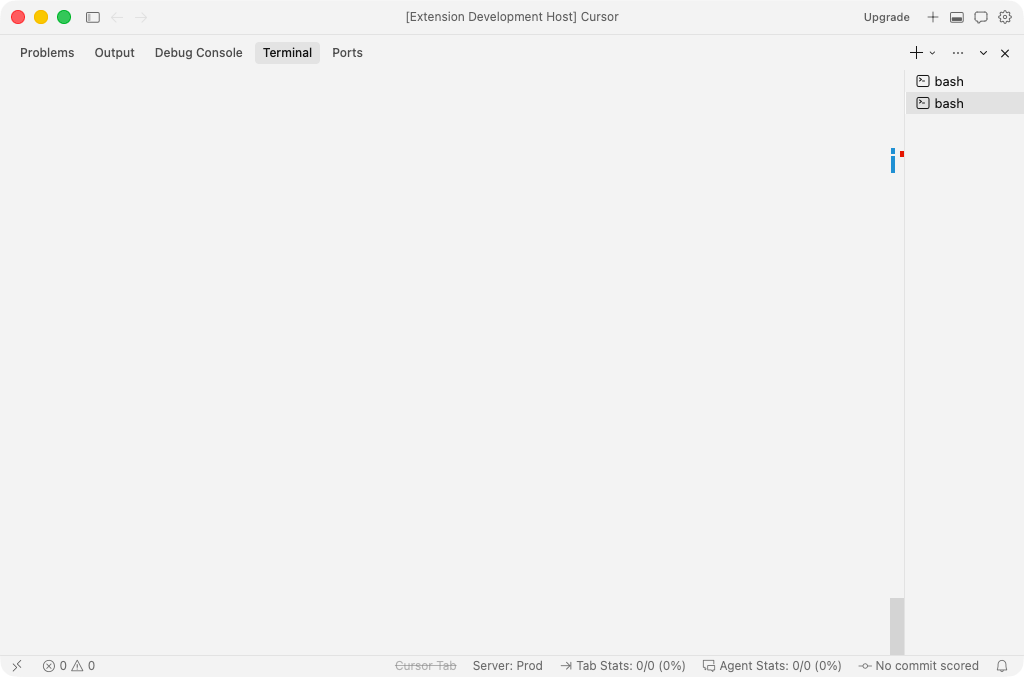 [Extension Development Host] Cursor
Upgrade
Problems Output Debug Console Terminal Ports
bash
bash
0 0 Cursor Tab Server: Prod Tab Stats: 0/0 (0%) Agent Stats: 0/0 (0%) No commit scored